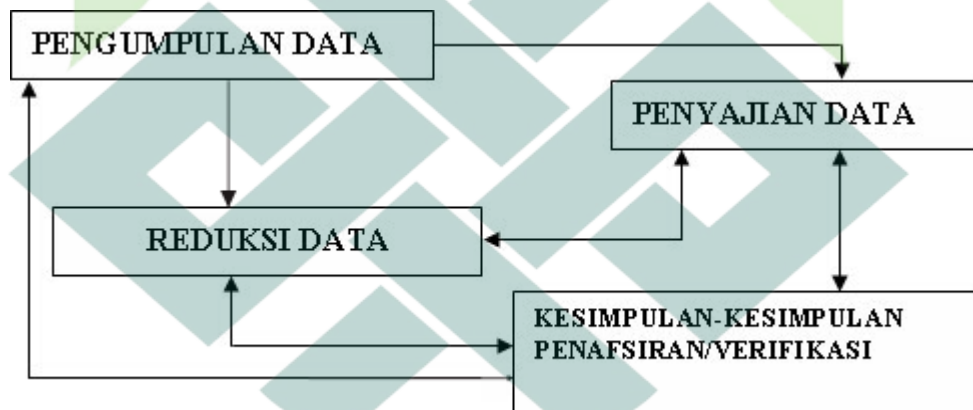 PENGUMPULAN DATA
PENYAJIAN DATA
REDUKSI DATA
KESIMPULAN-KESIMPULAN
PENAFSIRAN/VERIFIKASI